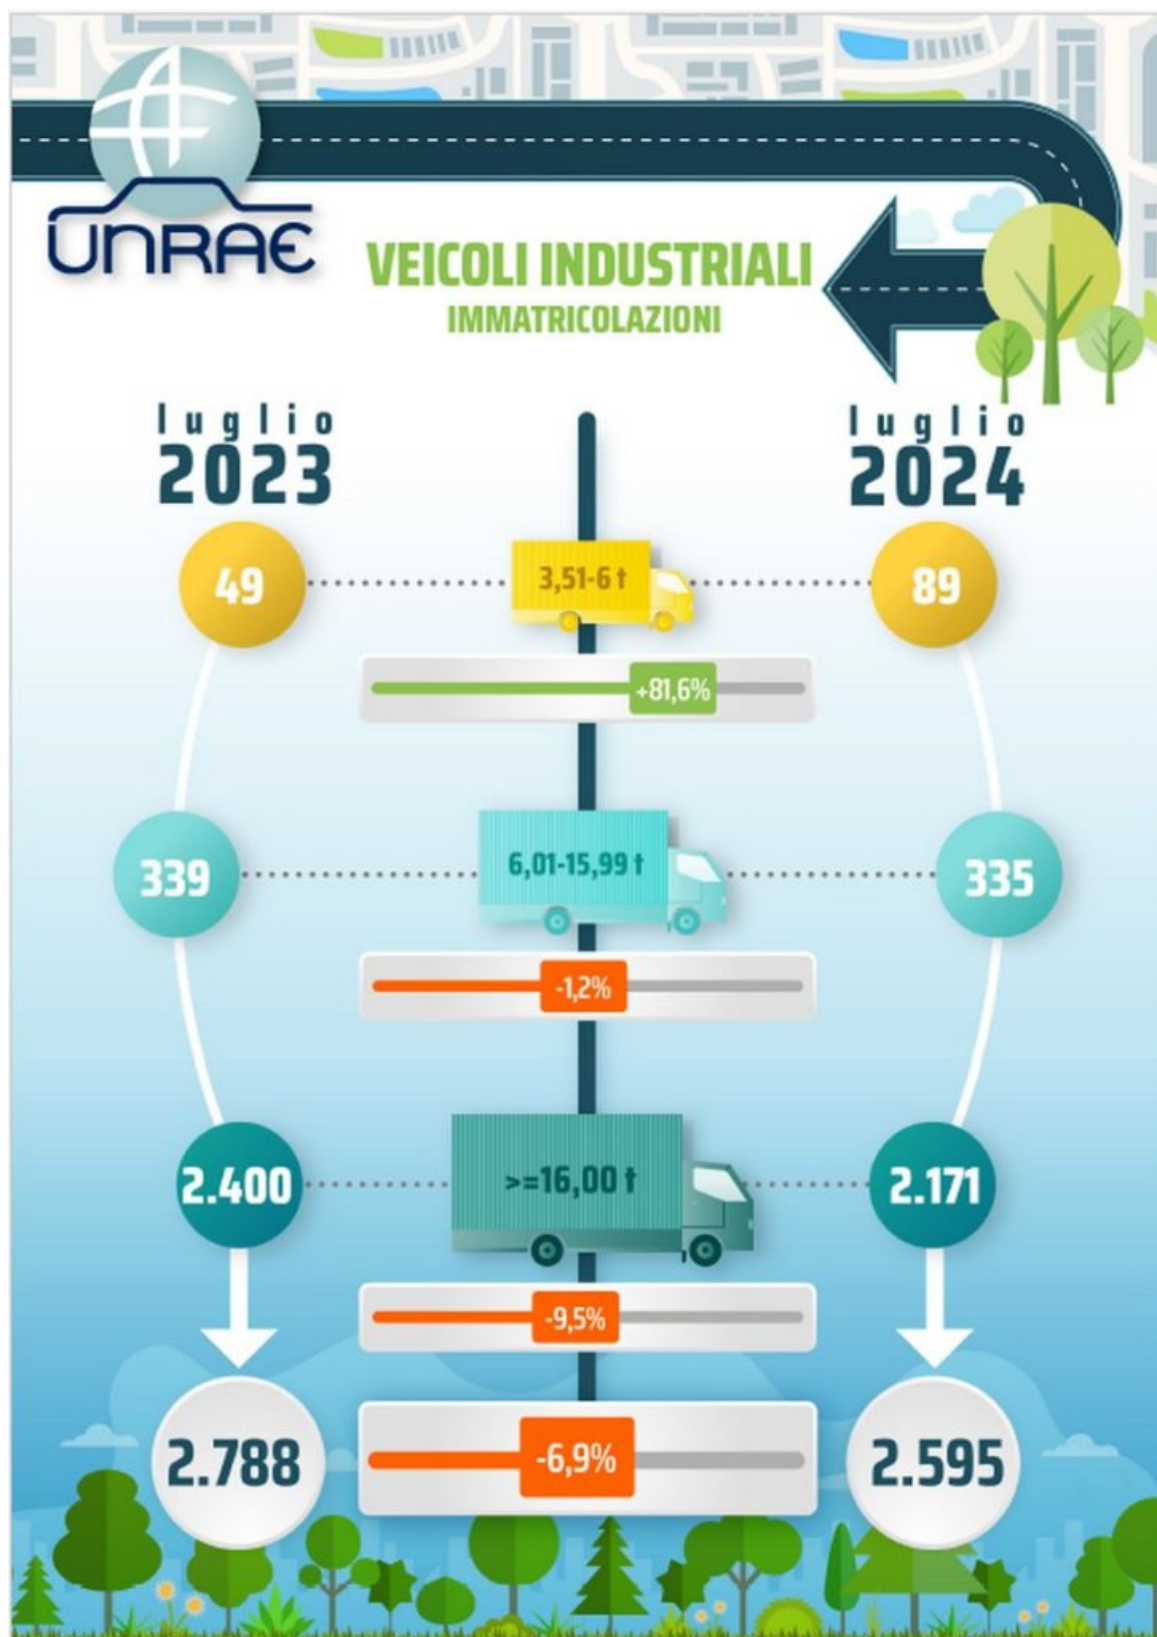 UNRAE
VEICOLI INDUSTRIALI
IMMATRICOLAZIONI
luglio
2023
luglio
2024
49
3,51-6 t
89
+81,6%
339
6,01-15,99 t
335
-1,2%
2.400
>=16,00 t
2.171
-9,5%
2.788
-6,9%
2.595